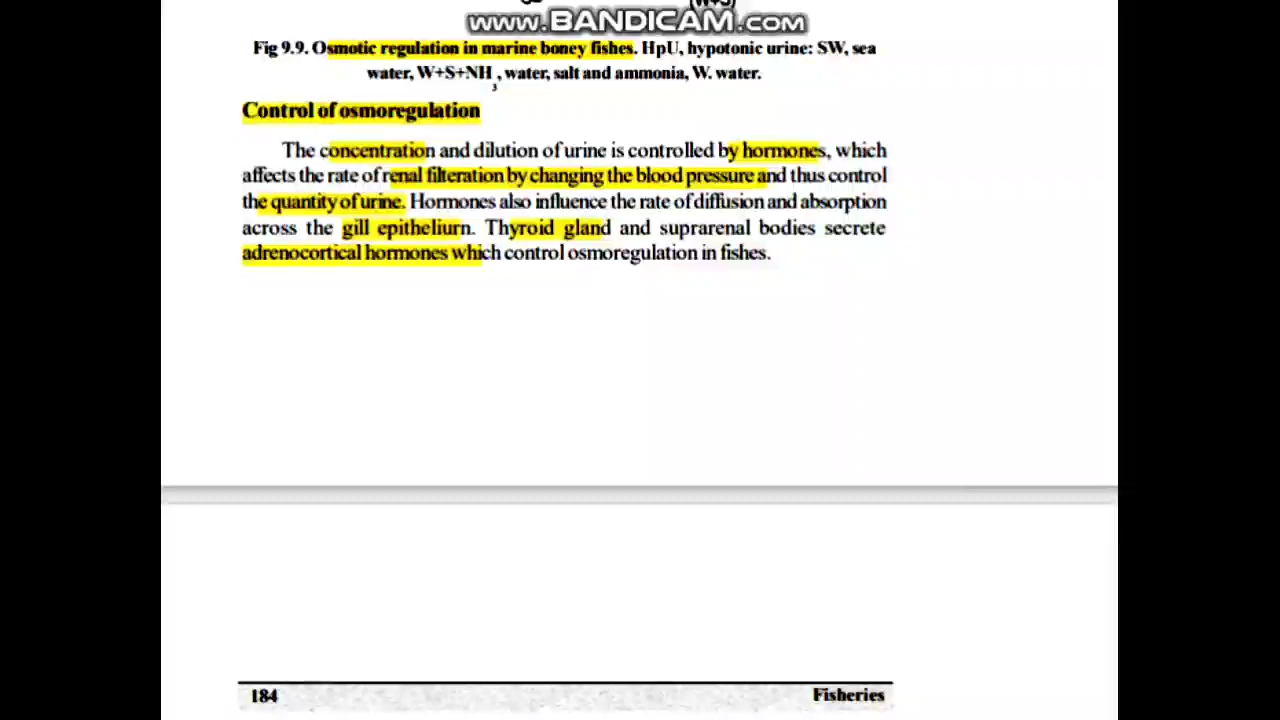 (W+S)
www.BANDICAM.com
Fig 9.9. Osmotic regulation in marine boney fishes. HpU, hypotonic urine: SW, sea
water, W+S+NH3, water, salt and ammonia, W. water.
Control of osmoregulation
The concentration and dilution of urine is controlled by hormones, which
affects the rate of renal filteration by changing the blood pressure and thus control
the quantity of urine. Hormones also influence the rate of diffusion and absorption
across the gill epitheliurn. Thyroid gland and suprarenal bodies secrete
adrenocortical hormones which control osmoregulation in fishes.
184 Fisheries